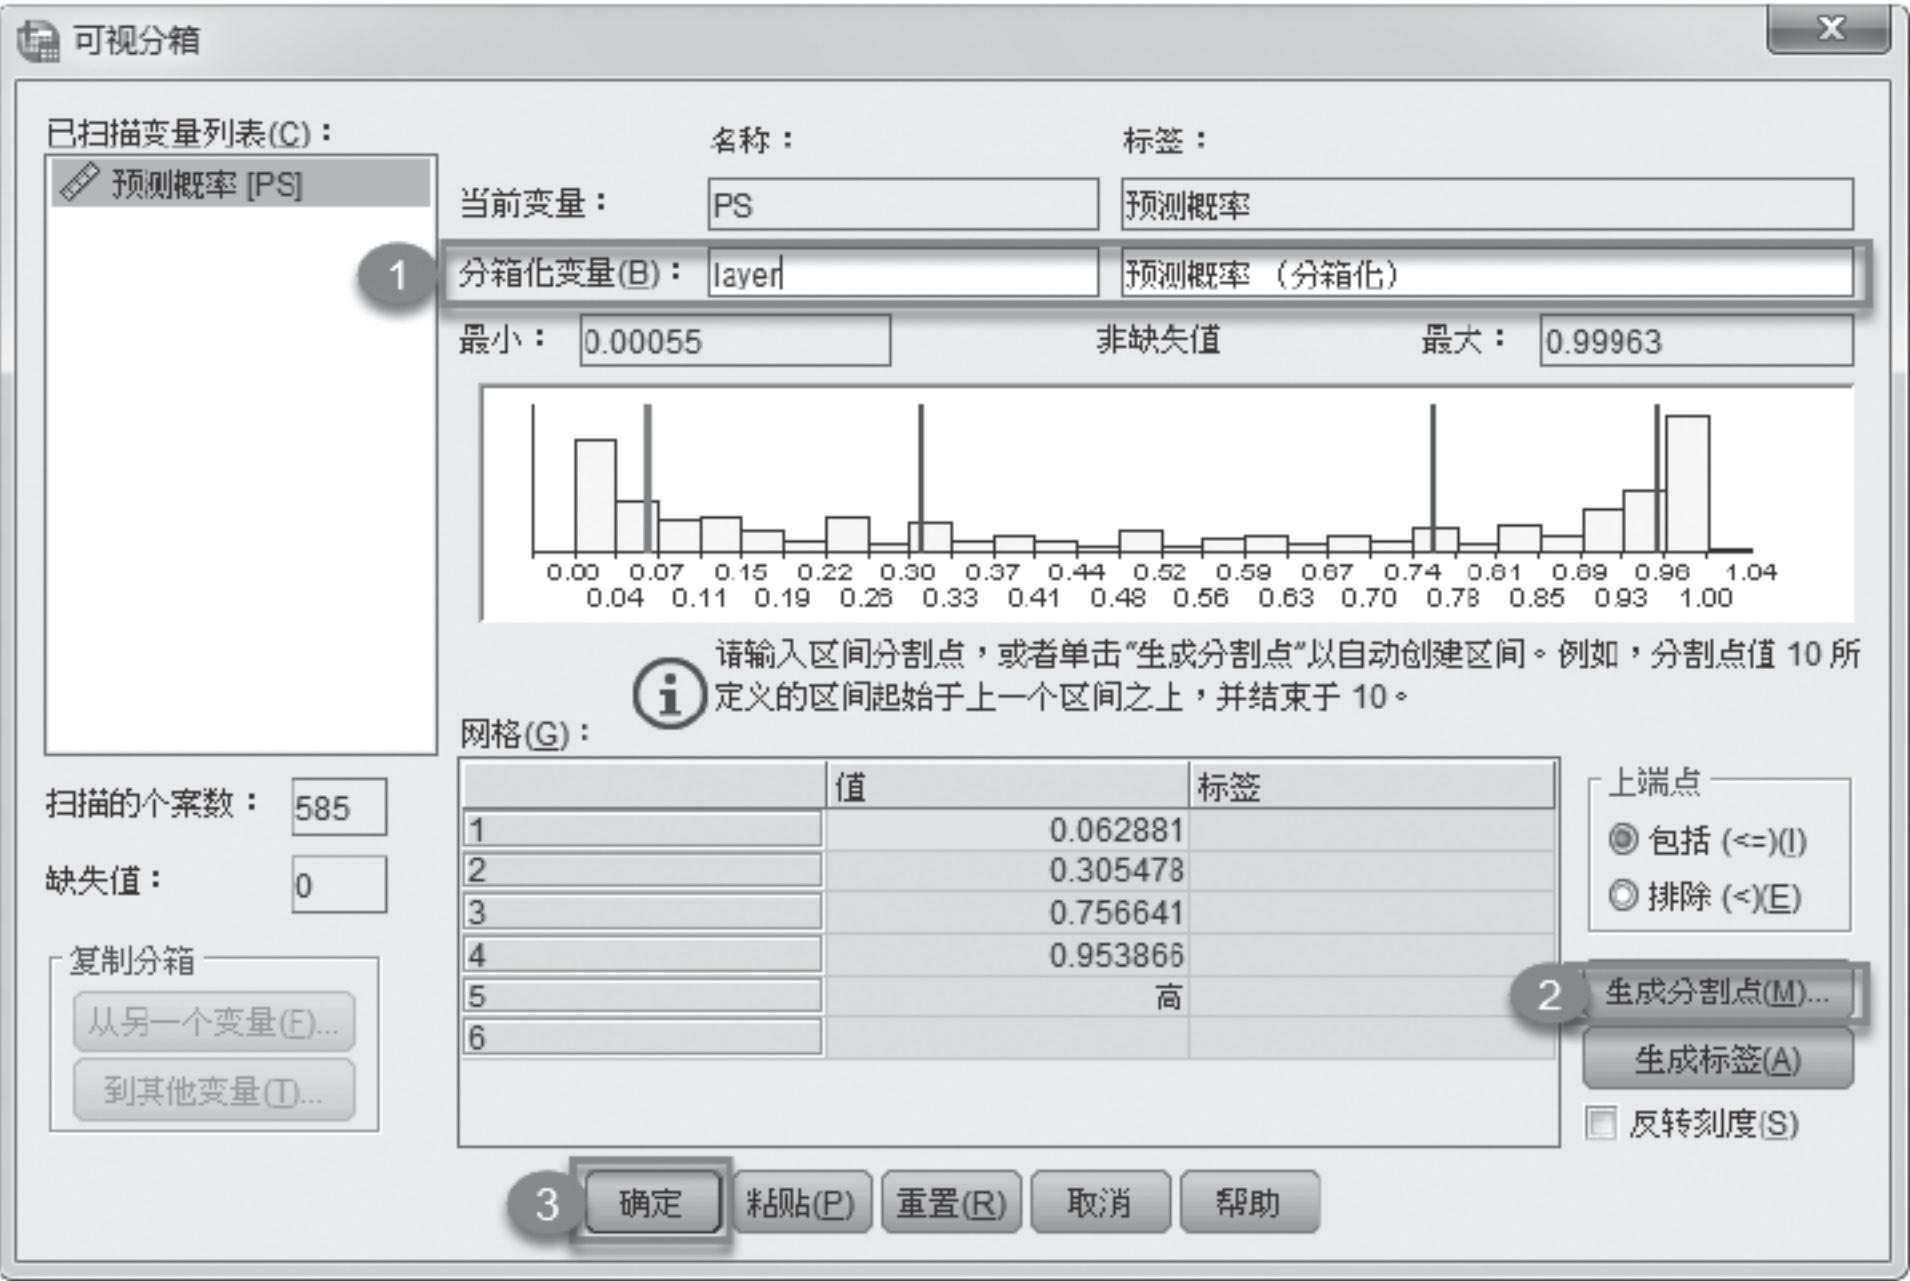 可视分箱
已扫描变量列表(C)：
预测概率 [PS]
名称：
标签：
当前变量：
PS
预测概率
1
分箱化变量(B)：
layer
预测概率 （分箱化）
最小：
0.00055
非缺失值
最大：
0.99963
0.00 0.07 0.15 0.22 0.30 0.37 0.44 0.52 0.59 0.67 0.74 0.81 0.89 0.96 1.04
0.04 0.11 0.19 0.26 0.33 0.41 0.48 0.56 0.63 0.70 0.78 0.85 0.93 1.00
请输入区间分割点，或者单击“生成分割点”以自动创建区间。例如，分割点值 10 所
定义的区间起始于上一个区间之上，并结束于 10。
网格(G)：
值
标签
1 0.062881
2 0.305478
3 0.756641
4 0.953866
5 高
6
扫描的个案数：
585
缺失值：
0
复制分箱
从另一个变量(F)...
到其他变量(T)...
上端点
包括 (<=)(I)
排除 (<)(E)
2
生成分割点(M)...
生成标签(A)
反转刻度(S)
3
确定
粘贴(P)
重置(R)
取消
帮助